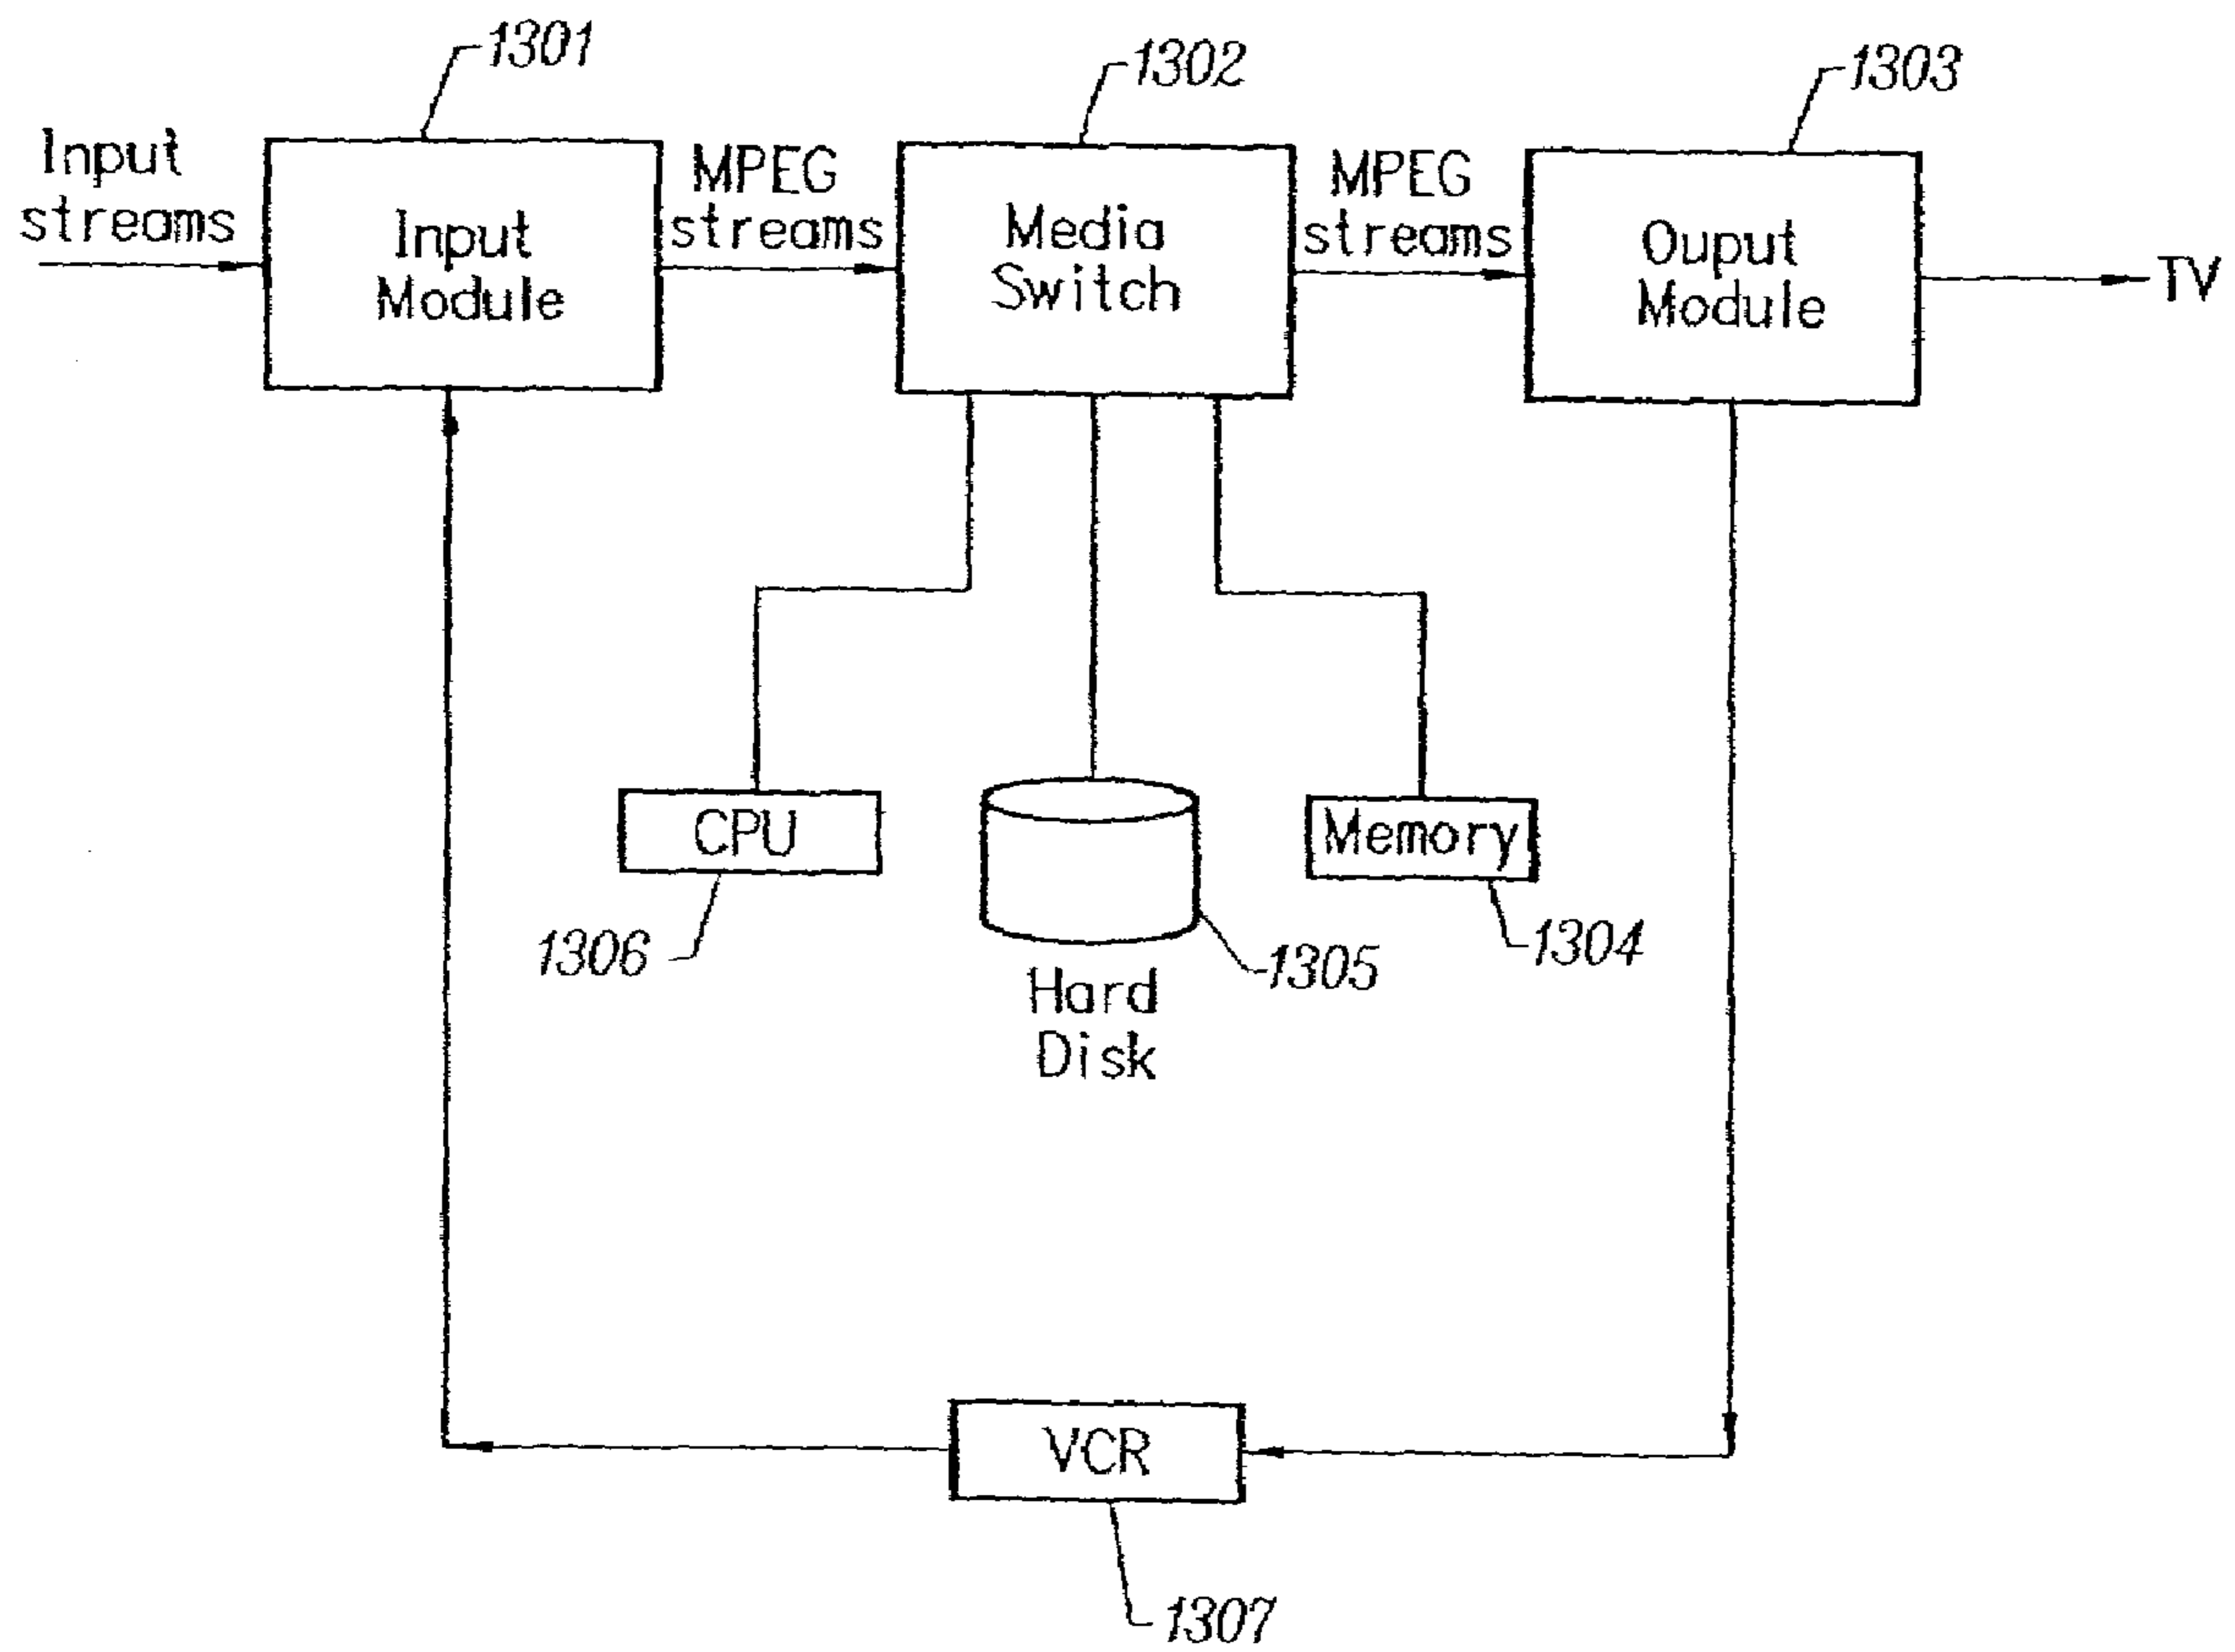 1301
1302
1303
Input
streams
Input
Module
MPEG
streams
Media
Switch
MPEG
streams
Ouput
Module
TV
CPU
Memory
1306
1305
1304
Hard
Disk
VCR
1307